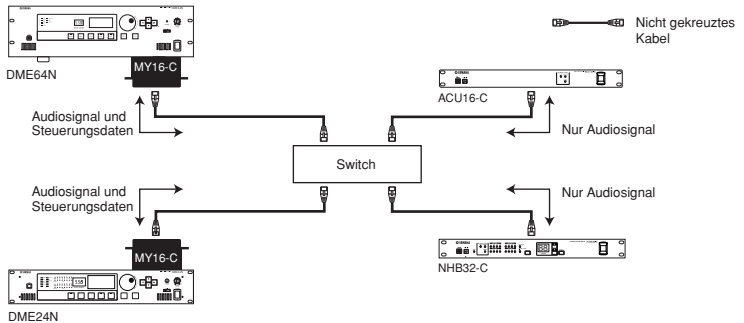 Nicht gekreuztes
Kabel
DME64N
MY16-C
ACU16-C
Audiosignal und
Steuerungsdaten
Nur Audiosignal
Switch
Audiosignal und
Steuerungsdaten
Nur Audiosignal
MY16-C
NHB32-C
DME24N